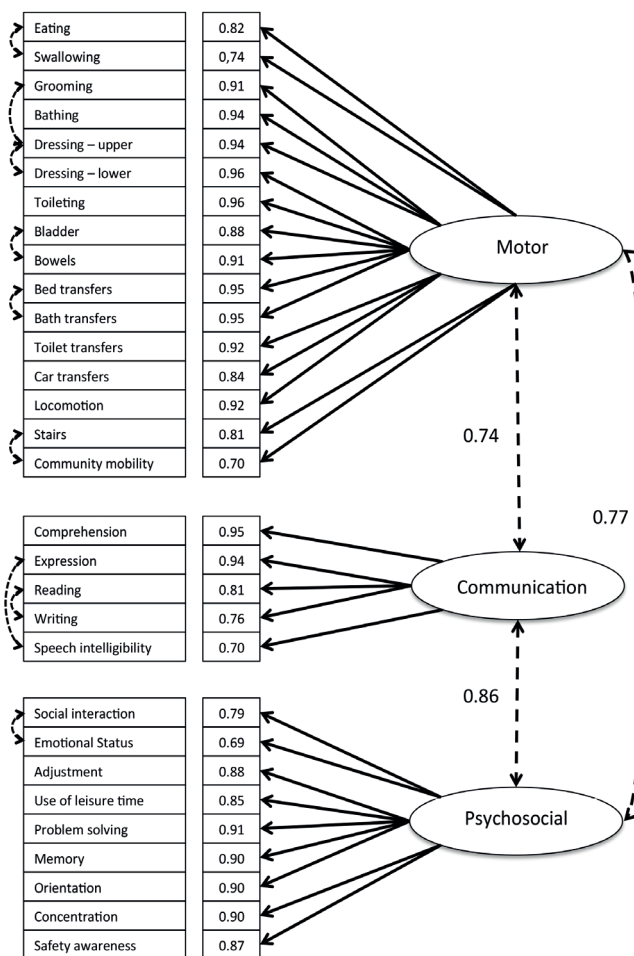 Eating 0.82
Swallowing 0,74
Grooming 0.91
Bathing 0.94
Dressing – upper 0.94
Dressing – lower 0.96
Toileting 0.96
Bladder 0.88
Motor
Bowels 0.91
Bed transfers 0.95
Bath transfers 0.95
Toilet transfers 0.92
Car transfers 0.84
Locomotion 0.92
Stairs 0.81
0.74
Community mobility 0.70
0.77
Comprehension 0.95
Expression 0.94
Reading 0.81
Communication
Writing 0.76
Speech intelligibility 0.70
0.86
Social interaction 0.79
Emotional Status 0.69
Adjustment 0.88
Use of leisure time 0.85
Psychosocial
Problem solving 0.91
Memory 0.90
Orientation 0.90
Concentration 0.90
Safety awareness 0.87